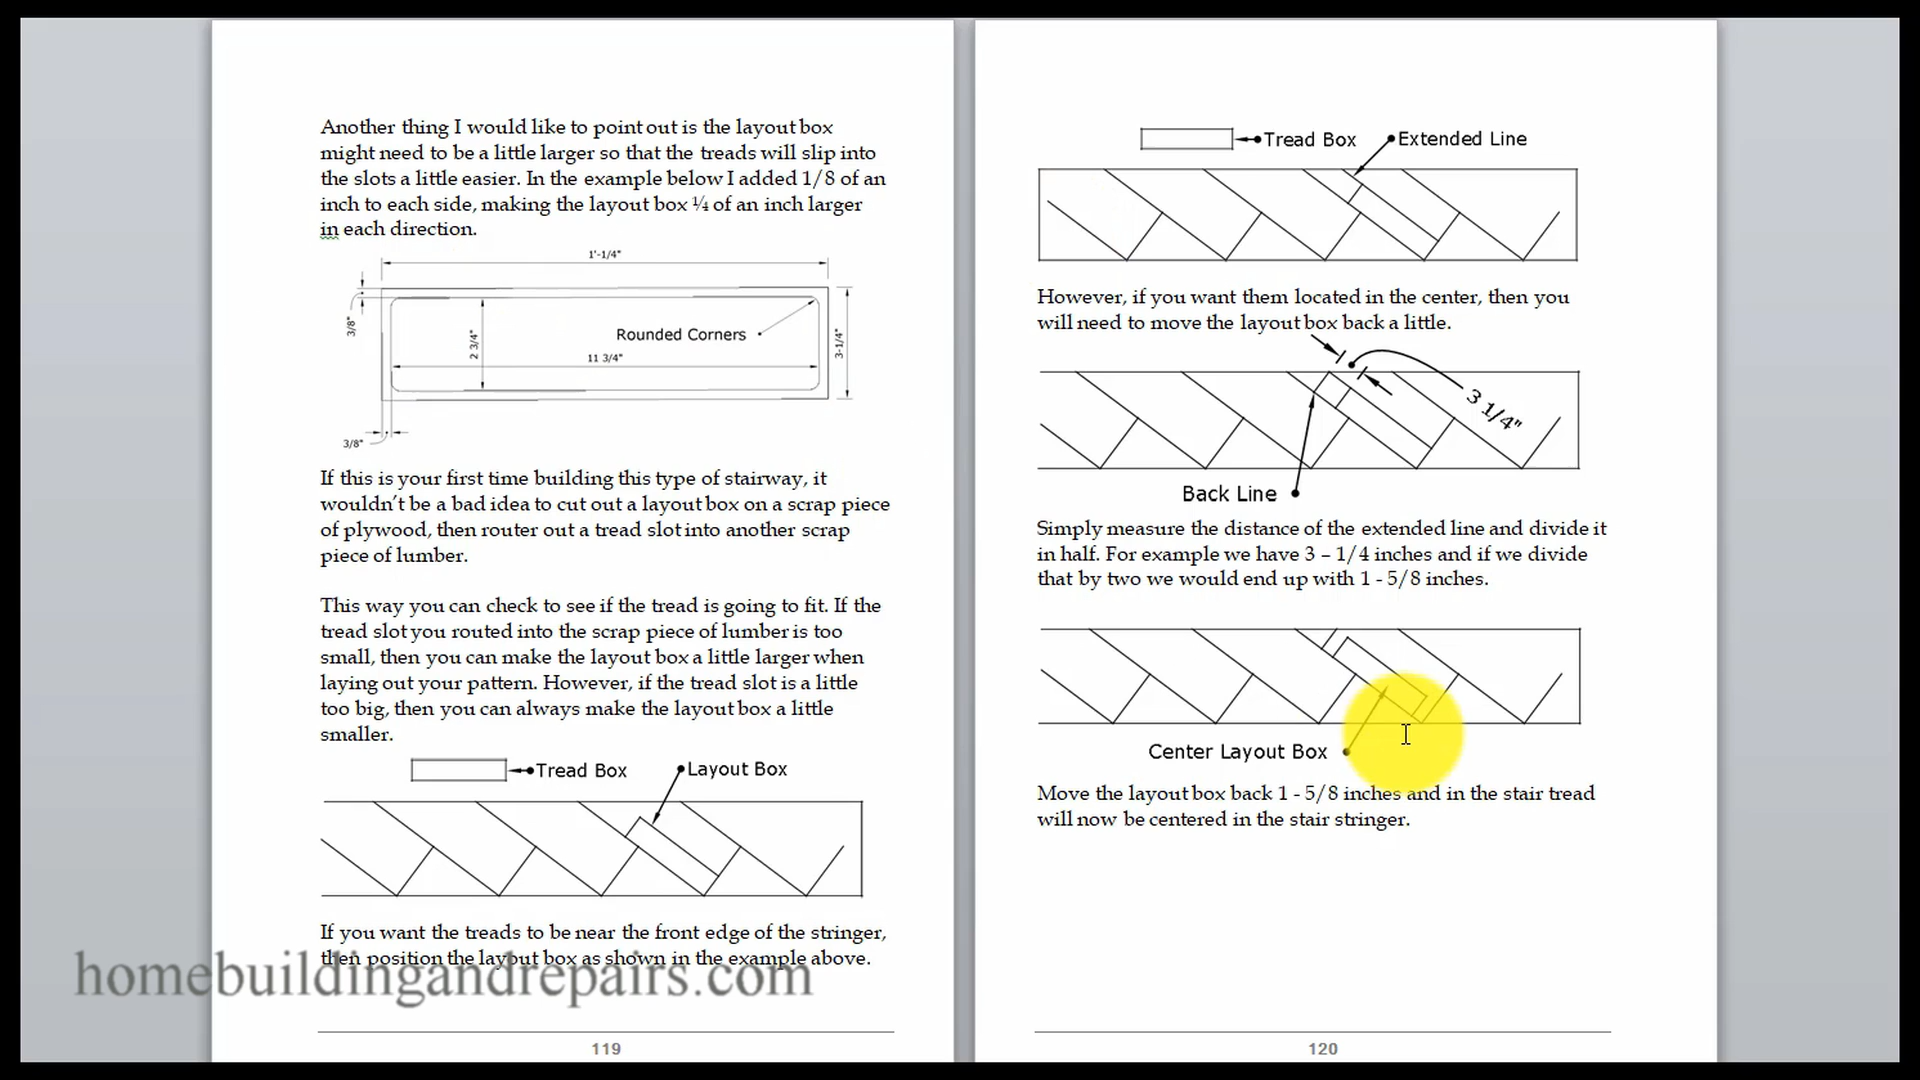 Another thing I would like to point out is the layout box
might need to be a little larger so that the treads will slip into
the slots a little easier. In the example below I added 1/8 of an
inch to each side, making the layout box ¼ of an inch larger
in each direction.
1'-1/4"
3/8"
2 3/4"
Rounded Corners
11 3/4"
3-1/4"
3/8"
If this is your first time building this type of stairway, it
wouldn't be a bad idea to cut out a layout box on a scrap piece
of plywood, then router out a tread slot into another scrap
piece of lumber.
This way you can check to see if the tread is going to fit. If the
tread slot you routed into the scrap piece of lumber is too
small, then you can make the layout box a little larger when
laying out your pattern. However, if the tread slot is a little
too big, then you can always make the layout box a little
smaller.
Tread Box
Layout Box
If you want the treads to be near the front edge of the stringer,
then position the layout box as shown in the example above.
homebuildingandrepairs.com
119
Tread Box
Extended Line
However, if you want them located in the center, then you
will need to move the layout box back a little.
3 1/4"
Back Line
Simply measure the distance of the extended line and divide it
in half. For example we have 3 – 1/4 inches and if we divide
that by two we would end up with 1 - 5/8 inches.
Center Layout Box
Move the layout box back 1 - 5/8 inches and in the stair tread
will now be centered in the stair stringer.
120